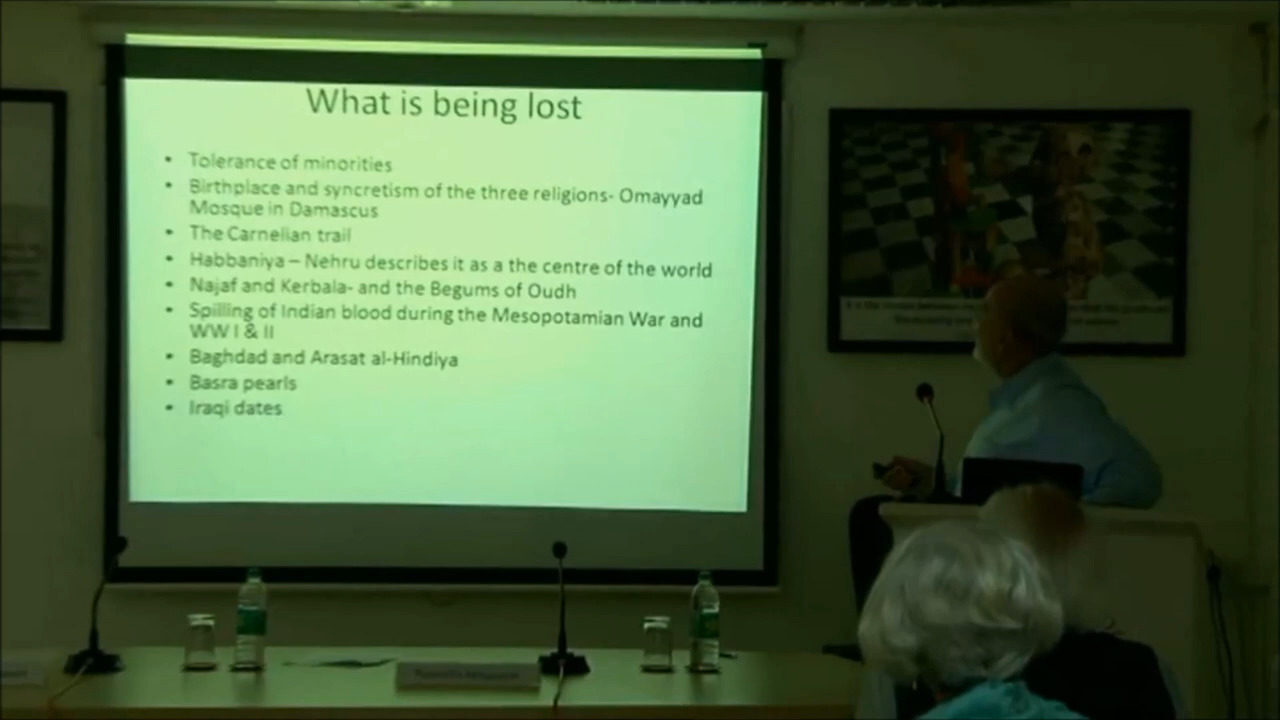 What is being lost
• Tolerance of minorities
• Birthplace and syncretism of the three religions- Omayyad
Mosque in Damascus
• The Carnelian trail
• Habbaniya – Nehru describes it as a the centre of the world
• Najaf and Kerbala- and the Begums of Oudh
• Spilling of Indian blood during the Mesopotamian War and
WW I & II
• Baghdad and Arasat al-Hindiya
• Basra pearls
• Iraqi dates